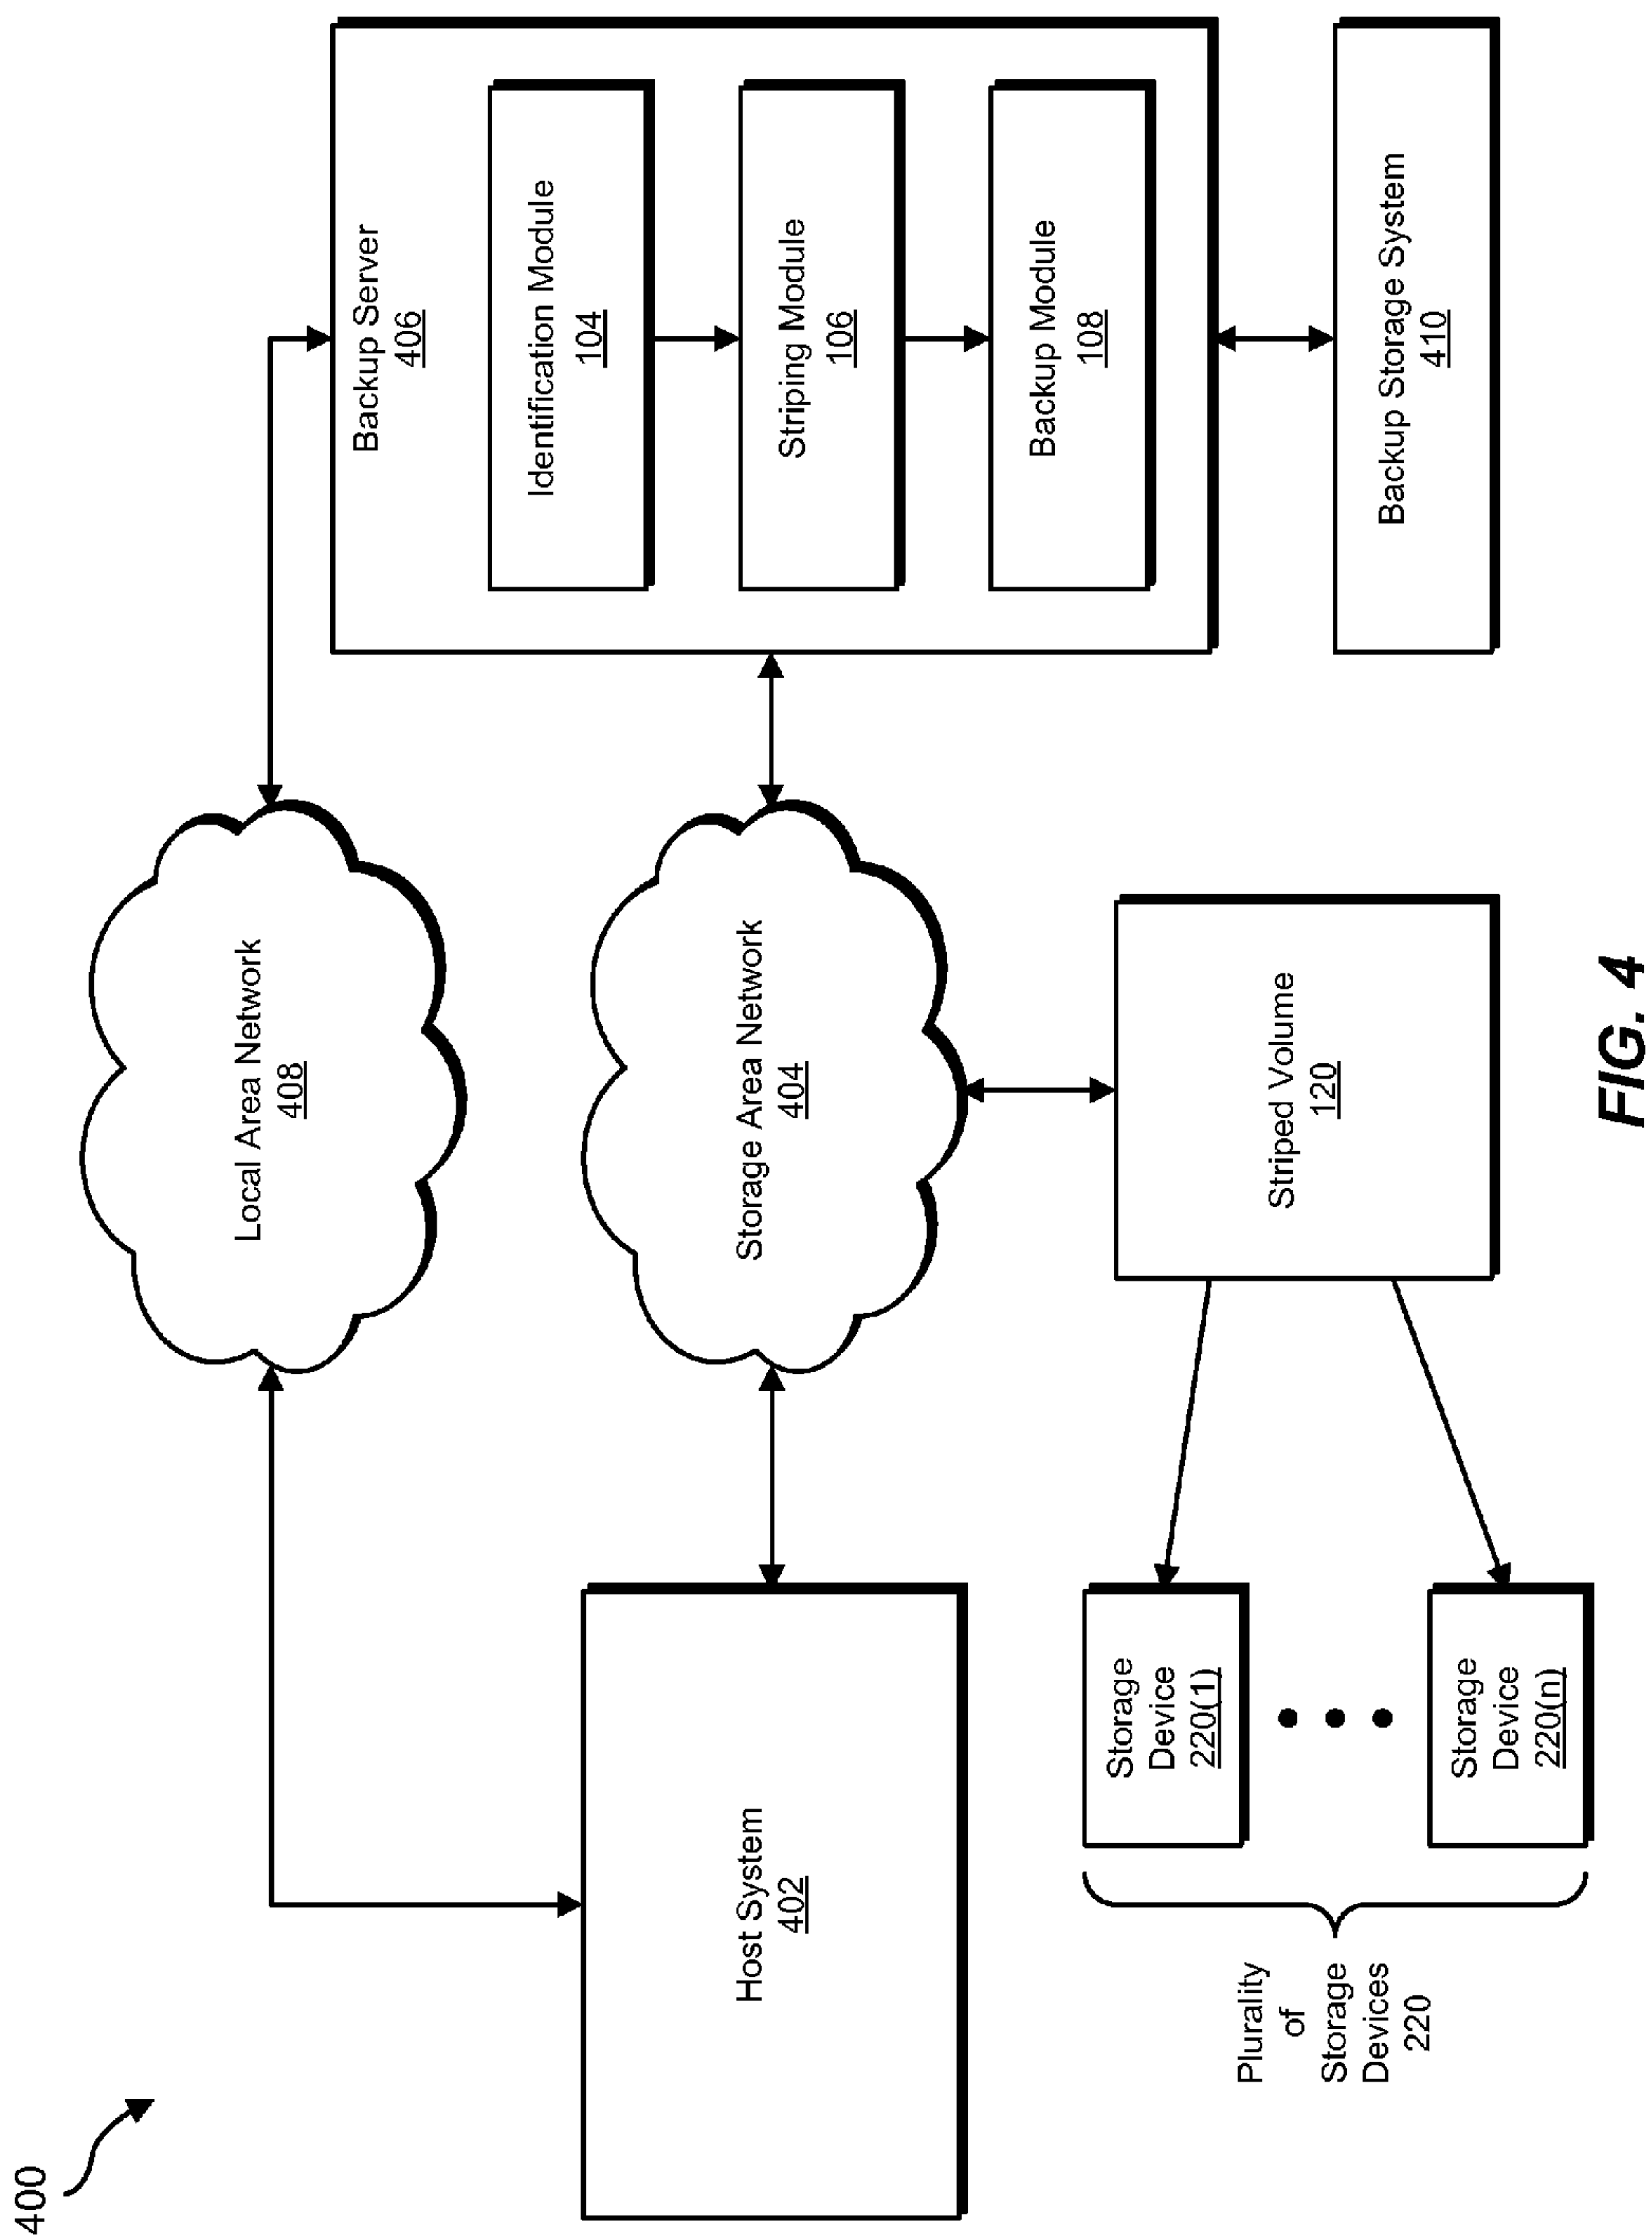 400
Local Area Network
408
Backup Server
406
Identification Module
104
Striping Module
106
Backup Module
108
Host System
402
Storage Area Network
404
Plurality
of
Storage
Devices
220
Storage
Device
220(1)
Storage
Device
220(n)
Striped Volume
120
Backup Storage System
410
FIG. 4